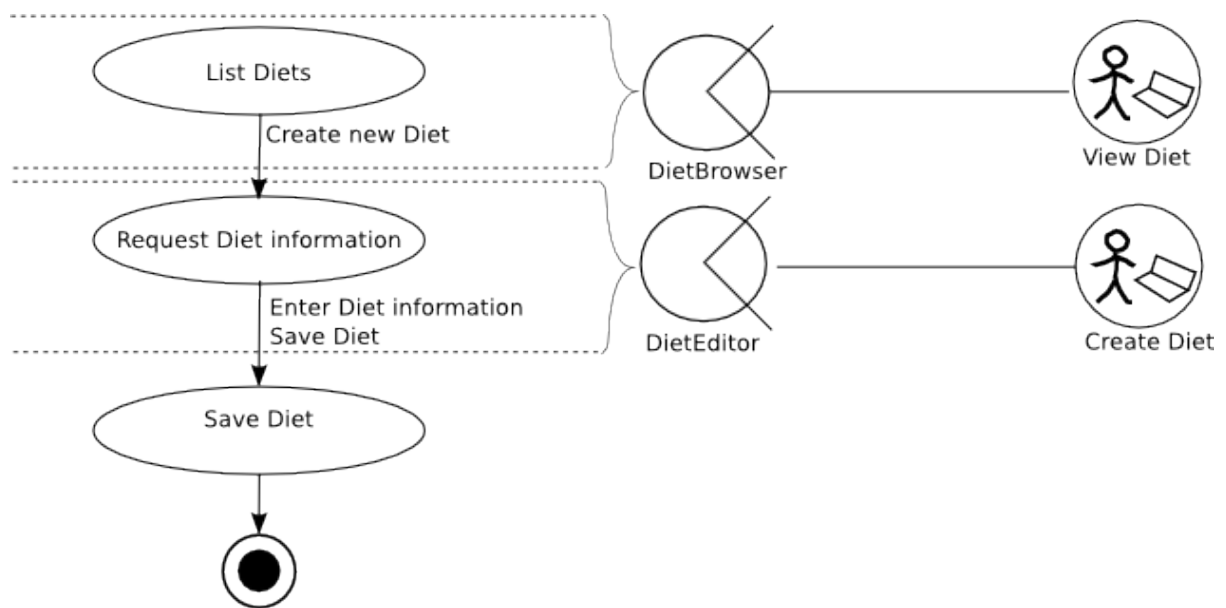 List Diets
Create new Diet
DietBrowser
View Diet
Request Diet information
Enter Diet information
Save Diet
DietEditor
Create Diet
Save Diet